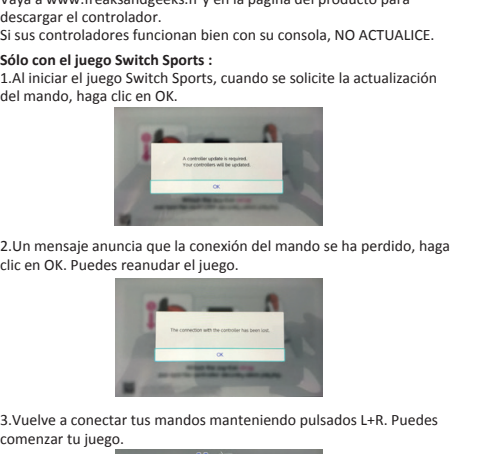 Vaya a www.freaksandgeeks.fr y en la página del producto para
descargar el controlador.
Si sus controladores funcionan bien con su consola, NO ACTUALICE.
Sólo con el juego Switch Sports :
1.Al iniciar el juego Switch Sports, cuando se solicite la actualización
del mando, haga clic en OK.
A controller update is required.
Your controllers will be updated.
OK
2.Un mensaje anuncia que la conexión del mando se ha perdido, haga
clic en OK. Puedes reanudar el juego.
The connection with the controller has been lost.
OK
3.Vuelve a conectar tus mandos manteniendo pulsados L+R. Puedes
comenzar tu juego.